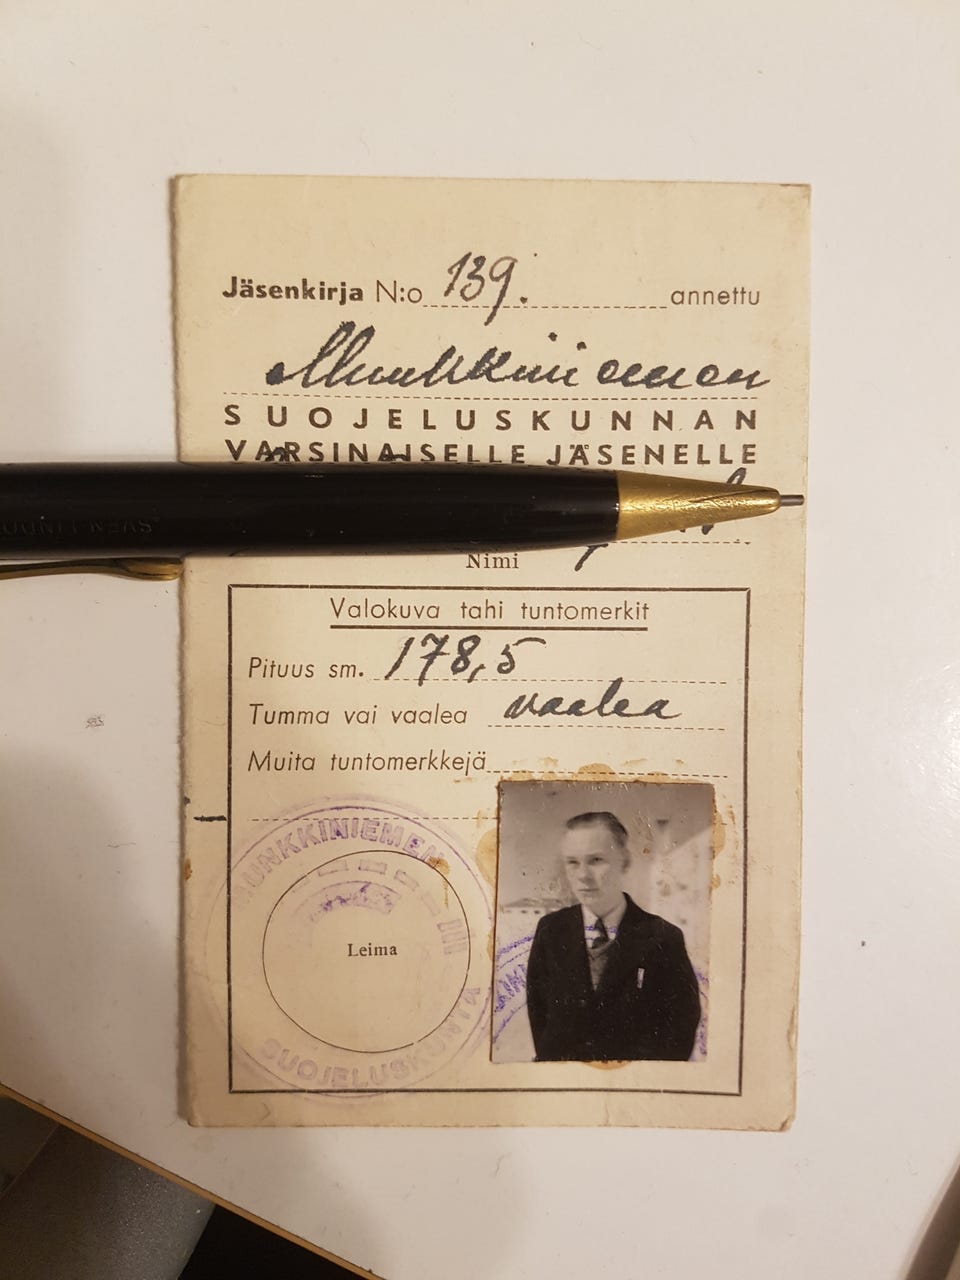 Jäsenkirja N:o 139. annettu
Munkkiniemen
SUOJELUSKUNNAN
VARSINAISELLE JÄSENELLE
Nimi
Valokuva tahi tuntomerkit
Pituus sm. 178,5
Tumma vai vaalea vaalea
Muita tuntomerkkejä
MUNKKINIEMEN
Leima
SUOJELUSKUNTA